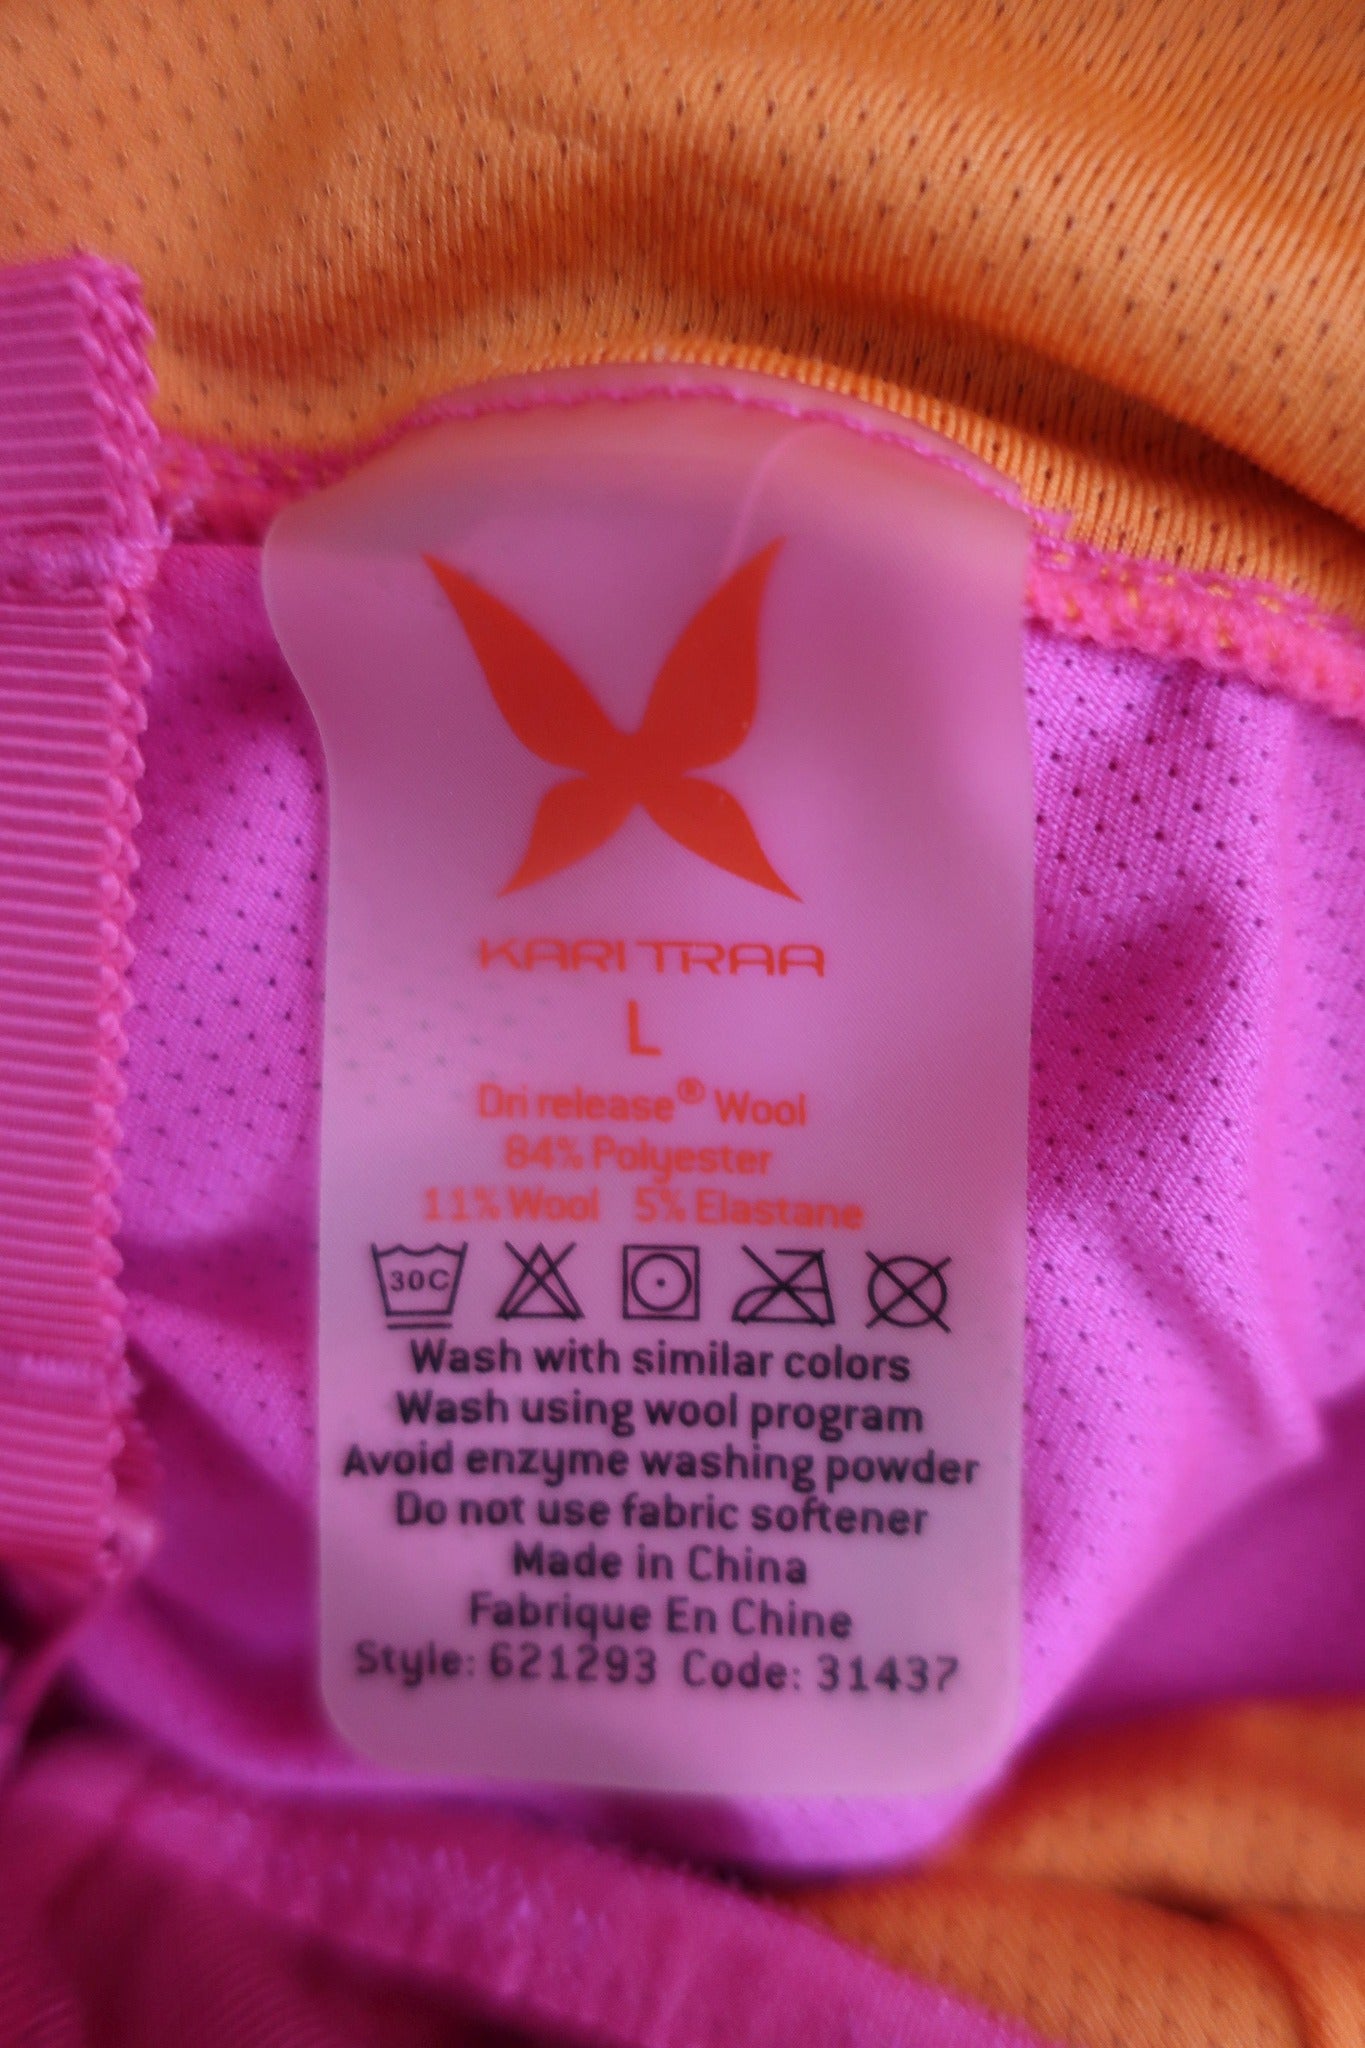 KARI TRAA
L
Dri release® Wool
84% Polyester
11% Wool 5% Elastane
30C
Wash with similar colors
Wash using wool program
Avoid enzyme washing powder
Do not use fabric softener
Made in China
Fabrique En Chine
Style: 621293 Code: 31437